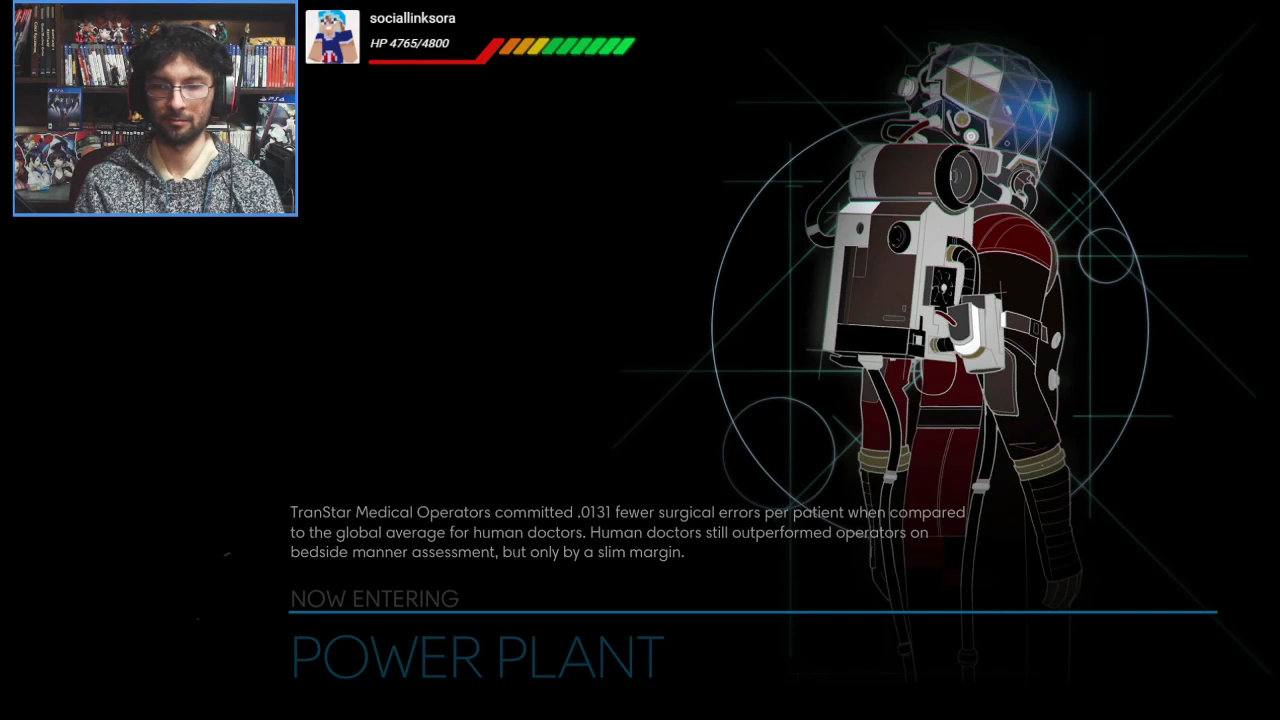 sociallinksora
HP 4765/4800
TranStar Medical Operators committed .0131 fewer surgical errors per patient when compared
to the global average for human doctors. Human doctors still outperformed operators on
bedside manner assessment, but only by a slim margin.
NOW ENTERING
POWER PLANT